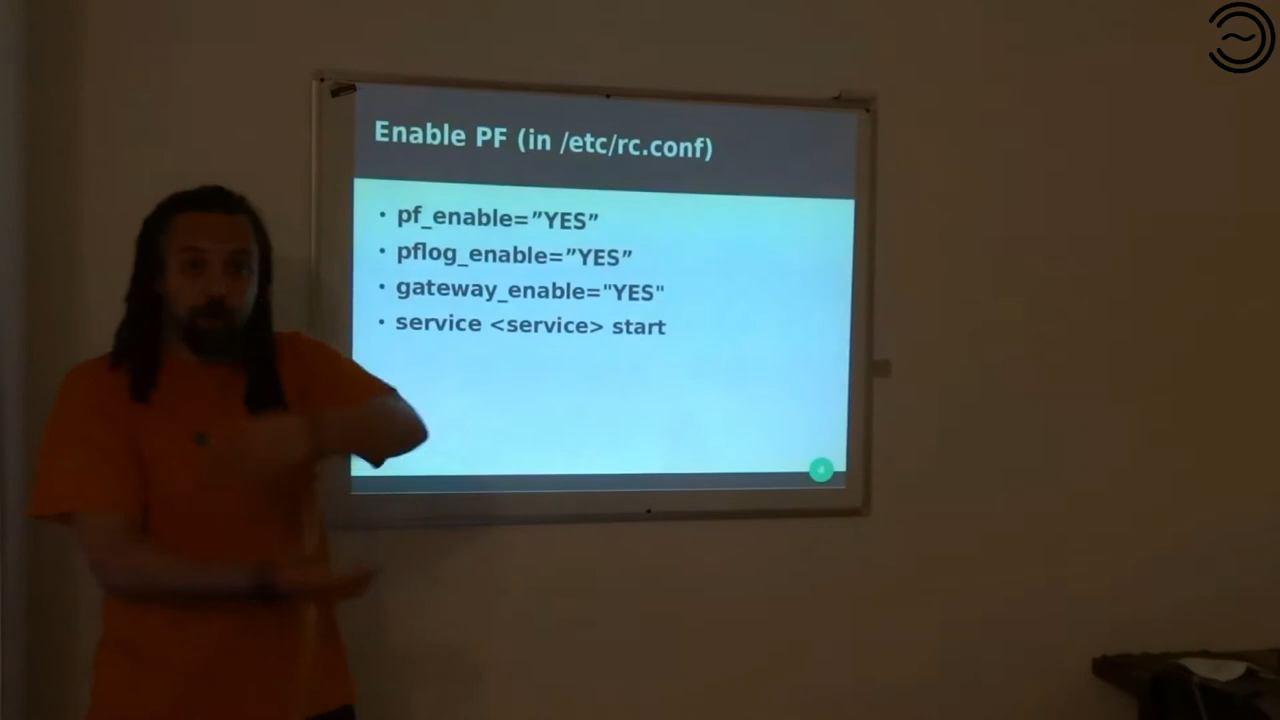 Enable PF (in /etc/rc.conf)
• pf_enable=”YES”
• pflog_enable=”YES”
• gateway_enable="YES"
• service <service> start